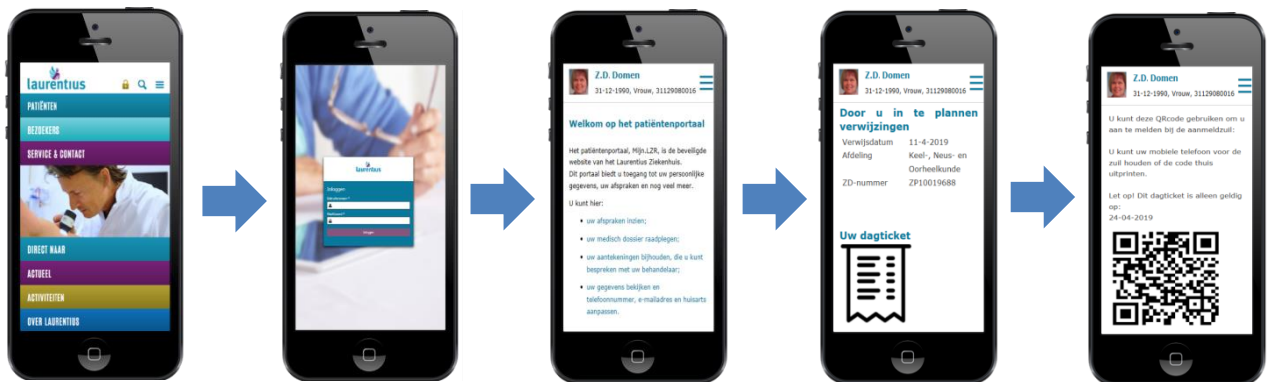 laurentius
PATIËNTEN
BEZOEKERS
SERVICE & CONTACT
DIRECT NAAR
ACTUEEL
ACTIVITEITEN
OVER LAURENTIUS
laurentius
Inloggen
Z.D. Domen
31-12-1990, Vrouw, 31129080016
Welkom op het patiëntenportaal
Het patiëntenportaal, Mijn.LZR, is de beveiligde
website van het Laurentius Ziekenhuis.
Dit portaal biedt u toegang tot uw persoonlijke
gegevens, uw afspraken en nog veel meer.
U kunt hier:
• uw afspraken inzien;
• uw medisch dossier raadplegen;
• uw aantekeningen bijhouden, die u kunt
bespreken met uw behandelaar;
• uw gegevens bekijken en
telefoonnummer, e-mailadres en huisarts
aanpassen.
Z.D. Domen
31-12-1990, Vrouw, 31129080016
Door u in te plannen
verwijzingen
Verwijsdatum 11-4-2019
Afdeling Keel-, Neus- en
Oorheelkunde
ZD-nummer ZP10019688
Uw dagticket
Z.D. Domen
31-12-1990, Vrouw, 31129080016
U kunt deze QRcode gebruiken om u
aan te melden bij de aanmeldzuil:
U kunt uw mobiele telefoon voor de
zuil houden of de code thuis
uitprinten.
Let op! Dit dagticket is alleen geldig
op:
24-04-2019